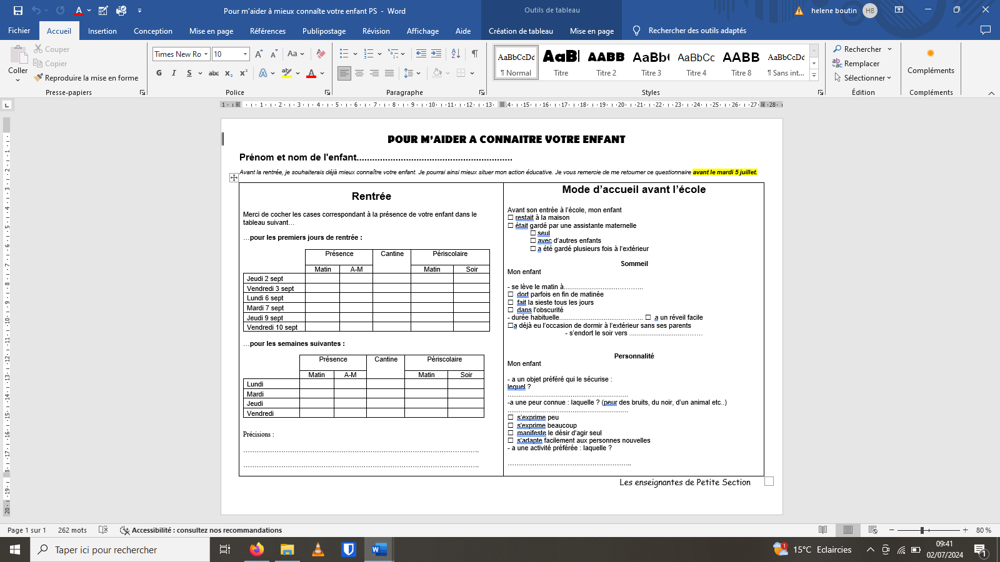 Pour m'aider à mieux connaîte votre enfant PS - Word
Outils de tableau
helene boutin
HB
Fichier
Accueil
Insertion
Conception
Mise en page
Références
Publipostage
Révision
Affichage
Aide
Création de tableau
Mise en page
Rechercher des outils adaptés
Coller
Couper
Copier
Reproduire la mise en forme
Presse-papiers
Times New Ro
10
G I S abc x₂ x²
Police
Paragraphe
AaBbCcDd
¶ Normal
AaBl
Titre
AABB
Titre 2
AaBb(
Titre 3
AaBbCc
Titre 4
AABB
Titre 8
AaBbCcDd
¶ Sans int...
Styles
Rechercher
Remplacer
Sélectionner
Édition
Compléments
Compléments
POUR M'AIDER A CONNAITRE VOTRE ENFANT
Prénom et nom de l'enfant............................................................
Avant la rentrée, je souhaiterais déjà mieux connaître votre enfant. Je pourrai ainsi mieux situer mon action éducative. Je vous remercie de me retourner ce questionnaire avant le mardi 5 juillet.
Rentrée
Merci de cocher les cases correspondant à la présence de votre enfant dans le
tableau suivant…
…pour les premiers jours de rentrée :
Présence Cantine Périscolaire
Matin A-M Matin Soir
Jeudi 2 sept
Vendredi 3 sept
Lundi 6 sept
Mardi 7 sept
Jeudi 9 sept
Vendredi 10 sept
…pour les semaines suivantes :
Présence Cantine Périscolaire
Matin A-M Matin Soir
Lundi
Mardi
Jeudi
Vendredi
Précisions :
……………………………………………………………………………………………….
……………………………………………………………………………………………….
Mode d'accueil avant l'école
Avant son entrée à l'école, mon enfant
☐ restait à la maison
☐ était gardé par une assistante maternelle
☐ seul
☐ avec d'autres enfants
☐ a été gardé plusieurs fois à l'extérieur
Sommeil
Mon enfant
- se lève le matin à.............................………...
☐ dort parfois en fin de matinée
☐ fait la sieste tous les jours
☐ dans l'obscurité
- durée habituelle....................................…….... ☐ a un réveil facile
☐a déjà eu l'occasion de dormir à l'extérieur sans ses parents
- s'endort le soir vers .............................………
Personnalité
Mon enfant
- a un objet préféré qui le sécurise :
lequel ?
.................................................................
-a une peur connue : laquelle ? (peur des bruits, du noir, d'un animal etc..)
.................................................................
☐ s'exprime peu
☐ s'exprime beaucoup
☐ manifeste le désir d'agir seul
☐ s'adapte facilement aux personnes nouvelles
- a une activité préférée : laquelle ?
………………………………………………..
Les enseignantes de Petite Section
Page 1 sur 1
262 mots
Accessibilité : consultez nos recommandations
80 %
Taper ici pour rechercher
15°C Eclaircies
09:41
02/07/2024